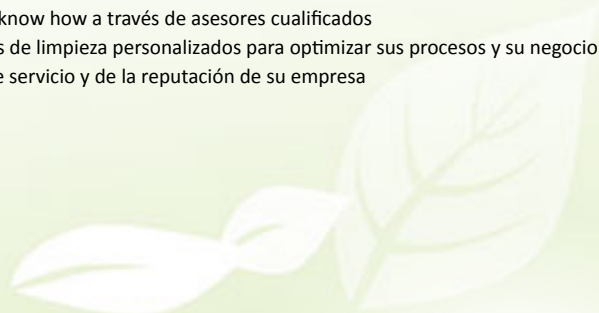 know how a través de asesores cualificados
s de limpieza personalizados para optimizar sus procesos y su negocio
e servicio y de la reputación de su empresa